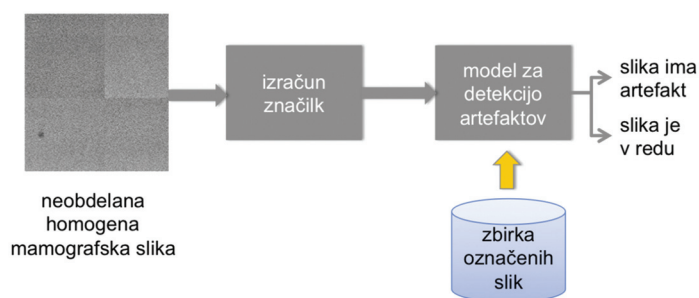 neobdelana
homogena
mamografska slika
izračun
značilk
model za
detekcijo
artefaktov
slika ima
artefakt
slika je
v redu
zbirka
označenih
slik